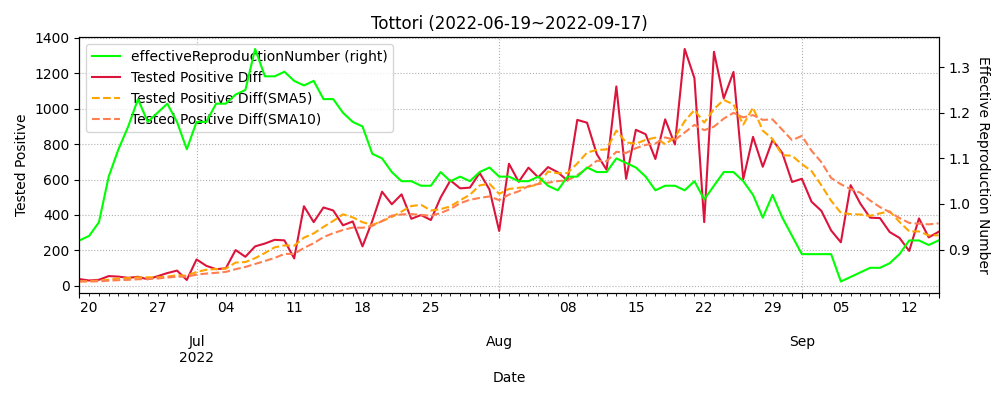 Tottori (2022-06-19~2022-09-17)
effectiveReproductionNumber (right)
Tested Positive Diff
Tested Positive Diff(SMA5)
Tested Positive Diff(SMA10)
Tested Positive
1400
1200
1000
800
600
400
200
0
Effective Reproduction Number
1.3
1.2
1.1
1.0
0.9
20 27 04 11 18 25 08 15 22 29 05 12
Jul Aug Sep
2022
Date